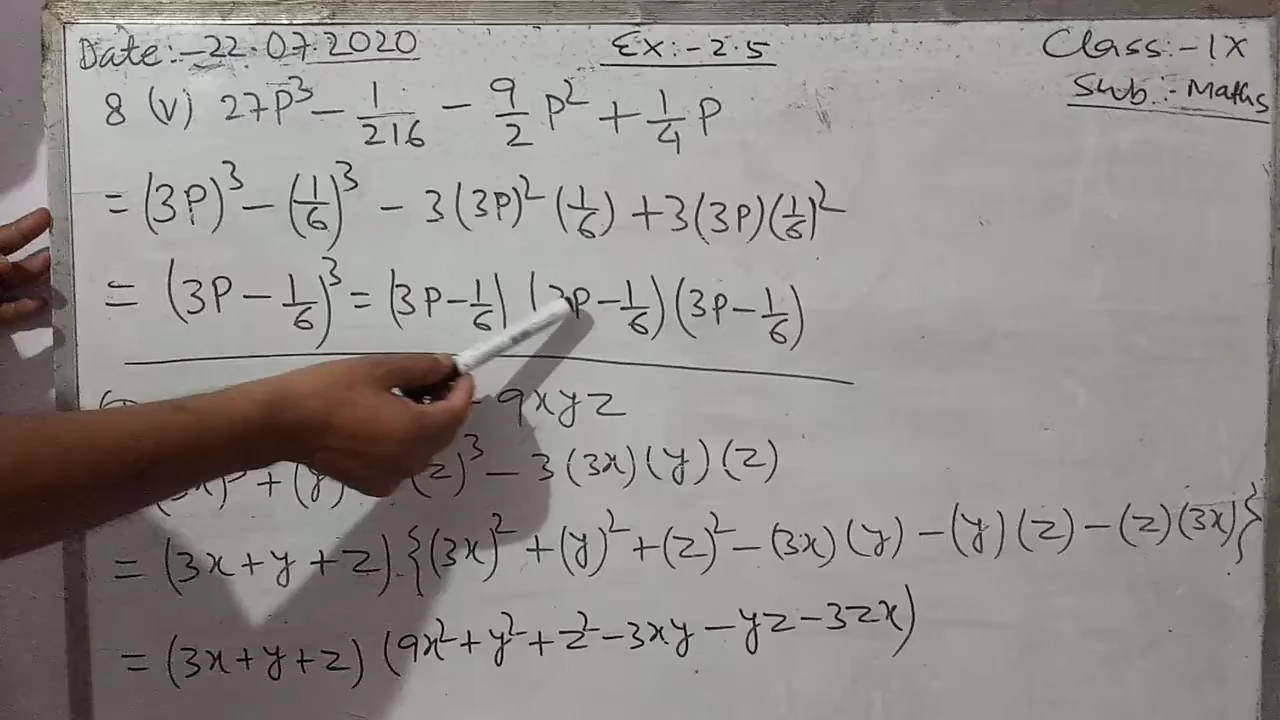 Date:-22.07.2020 Ex:-2.5 Class:-IX
Sub:-Maths
8 (v) 27P³ - 1/216 - 9/2 P² + 1/4 P
= (3P)³ - (1/6)³ - 3(3P)² (1/6) + 3(3P)(1/6)²
= (3P - 1/6)³ = (3P - 1/6) (3P - 1/6) (3P - 1/6)
- 9xyz
+ (y) (z)³ - 3(3x)(y)(z)
= (3x+y+z).{(3x)² + (y)² + (z)² - (3x)(y) - (y)(z) - (z)(3x)}
= (3x+y+z) (9x²+y²+z²-3xy-yz-3zx)